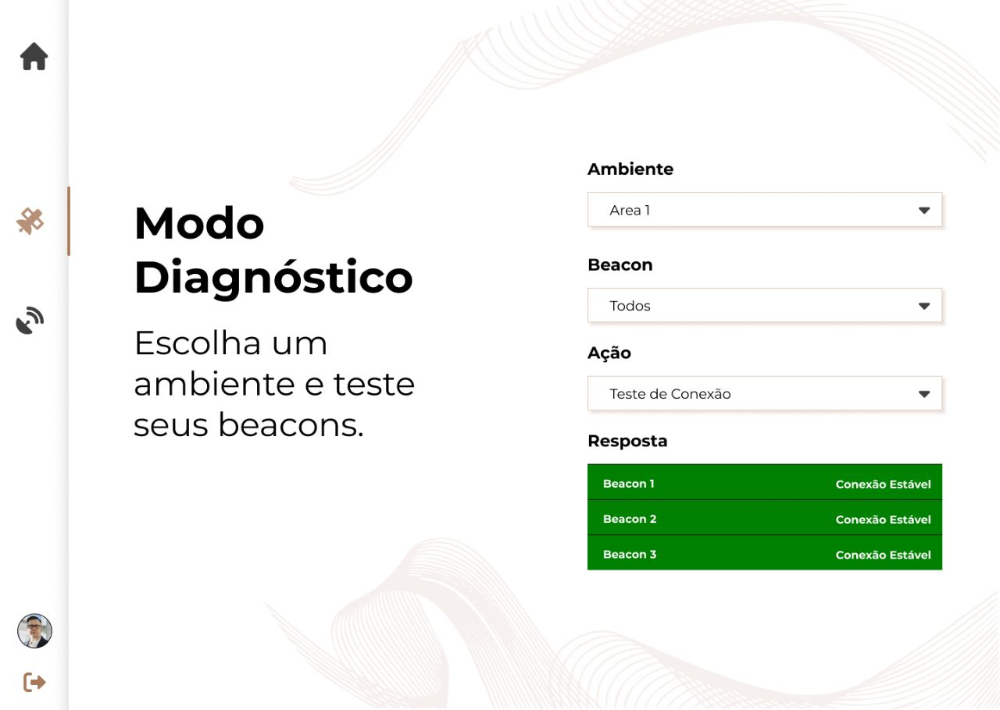 Modo
Diagnóstico
Escolha um
ambiente e teste
seus beacons.
Ambiente
Area 1
Beacon
Todos
Ação
Teste de Conexão
Resposta
Beacon 1 Conexão Estável
Beacon 2 Conexão Estável
Beacon 3 Conexão Estável